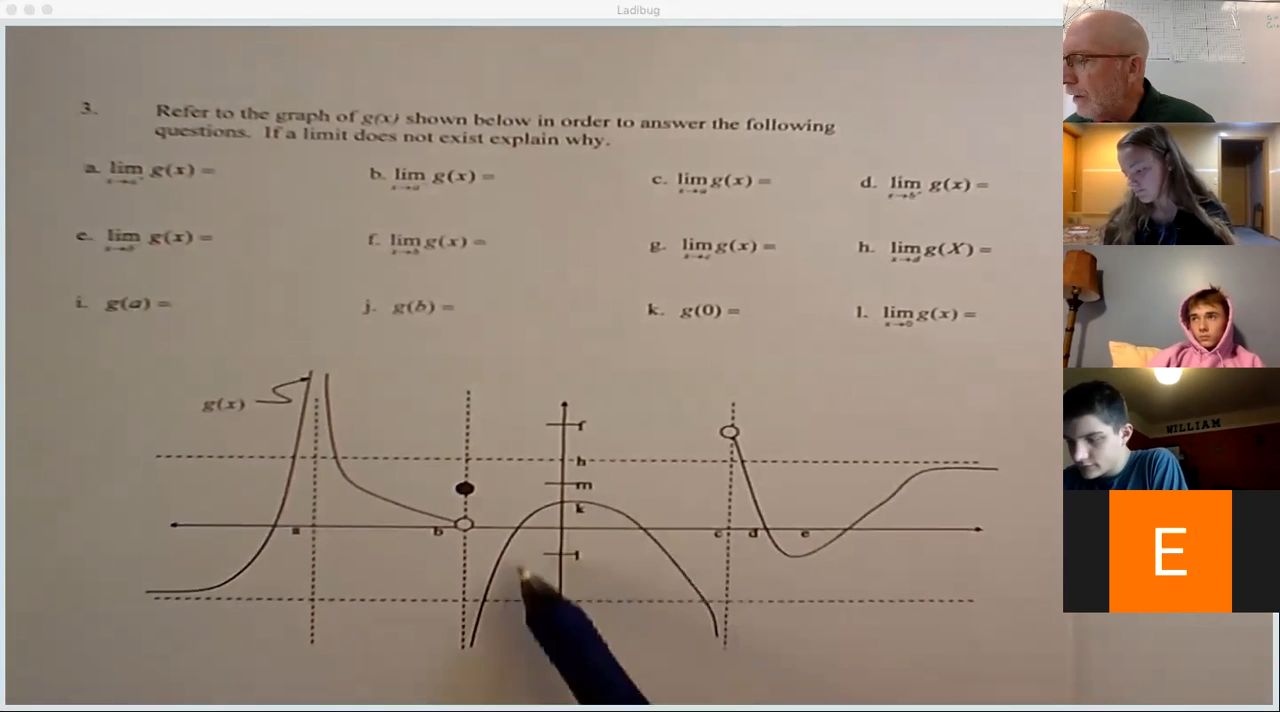 Ladibug
3. Refer to the graph of g(x) shown below in order to answer the following
questions. If a limit does not exist explain why.
a. lim g(x) =
b. lim g(x) =
c. lim g(x) =
d. lim g(x) =
x→a
x→a
x→b
e. lim g(x) =
f. lim g(x) =
g. lim g(x) =
h. lim g(X) =
x→b
x→c
x→d
i. g(a) =
j. g(b) =
k. g(0) =
l. lim g(x) =
x→0
g(x)
f
h
m
k
a
b
c
d
e
WILLIAM
E